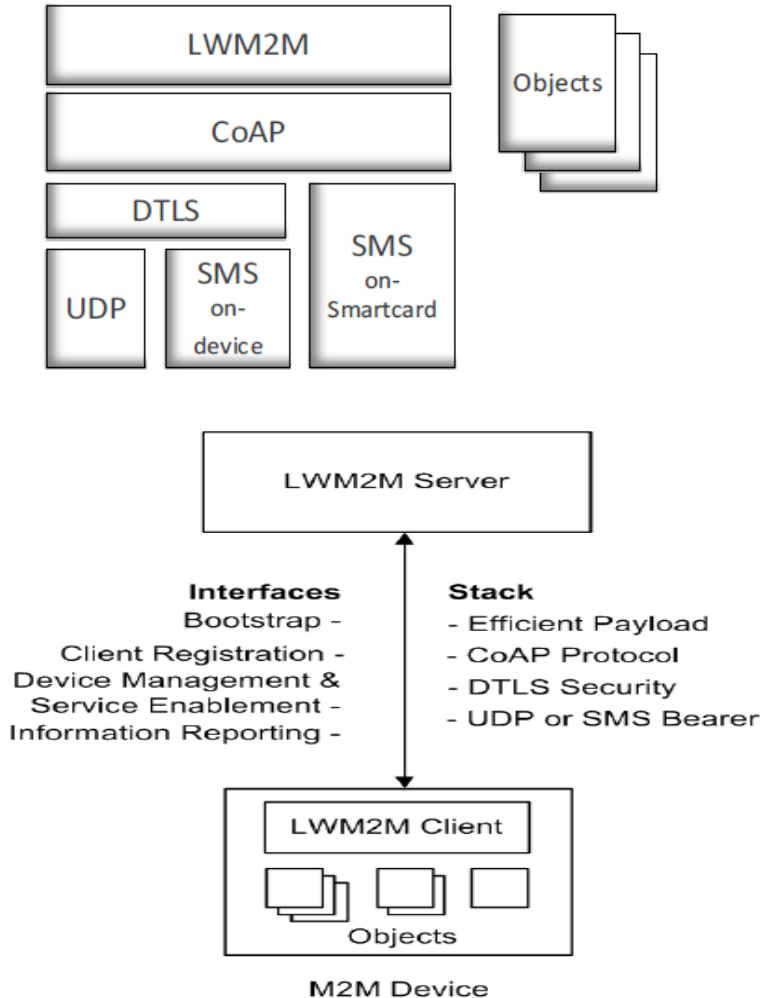 LWM2M
Objects
CoAP
DTLS
UDP
SMS
on-
device
SMS
on-
Smartcard
LWM2M Server
Interfaces
Bootstrap -
Client Registration -
Device Management &
Service Enablement -
Information Reporting -
Stack
- Efficient Payload
- CoAP Protocol
- DTLS Security
- UDP or SMS Bearer
LWM2M Client
Objects
M2M Device